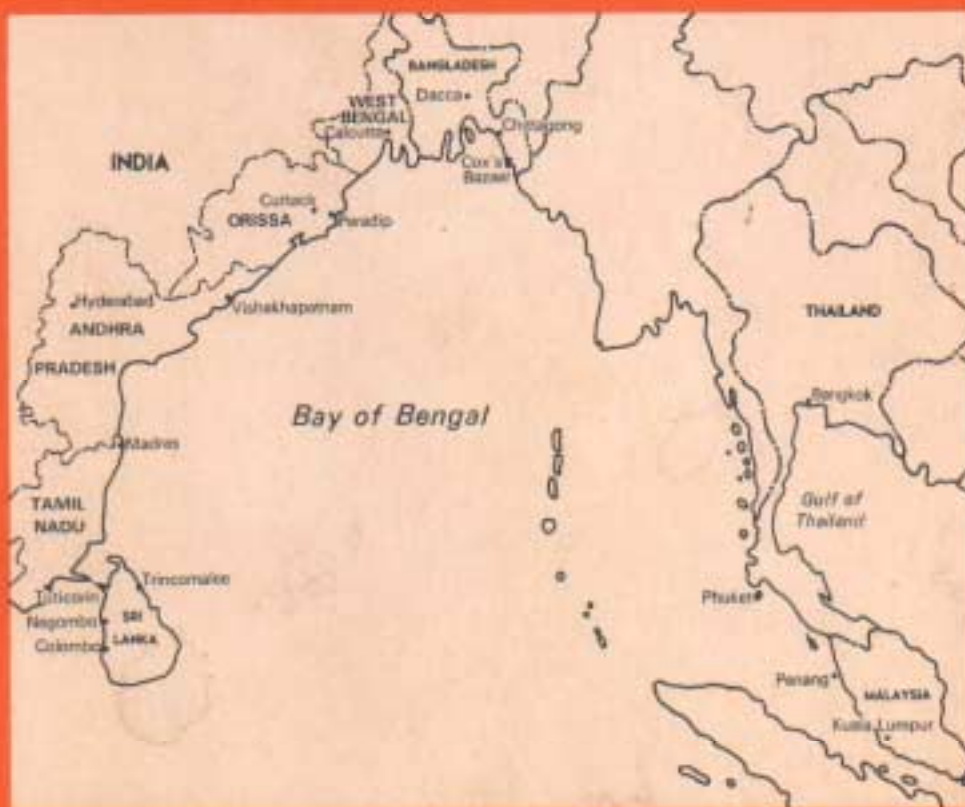 BANGLADESH
Dacca
WEST
BENGAL
Calcutta
Chittagong
INDIA
Cox's
Bazaar
Cuttack
ORISSA
Paradip
Hyderabad
Vishakhapatnam
THAILAND
ANDHRA
PRADESH
Bangkok
Bay of Bengal
Madras
TAMIL
NADU
Gulf of
Thailand
Trincomalee
Tuticorin
Phuket
Negombo
SRI
LANKA
Colombo
Penang
MALAYSIA
Kuala Lumpur